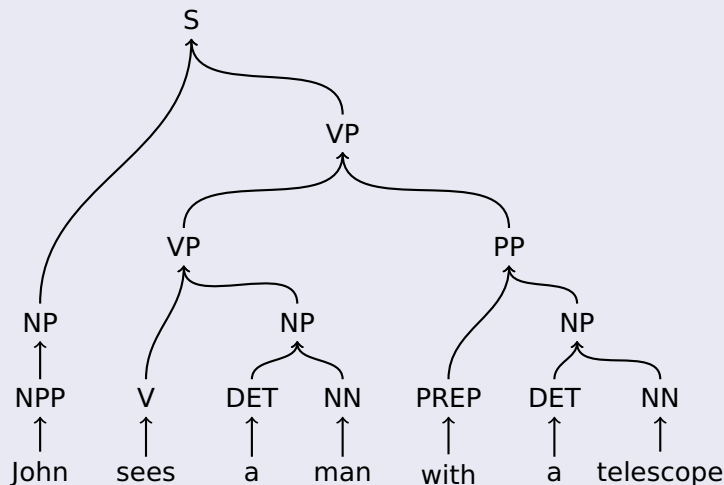 S
VP
VP PP
NP NP NP
NPP V DET NN PREP DET NN
John sees a man with a telescope